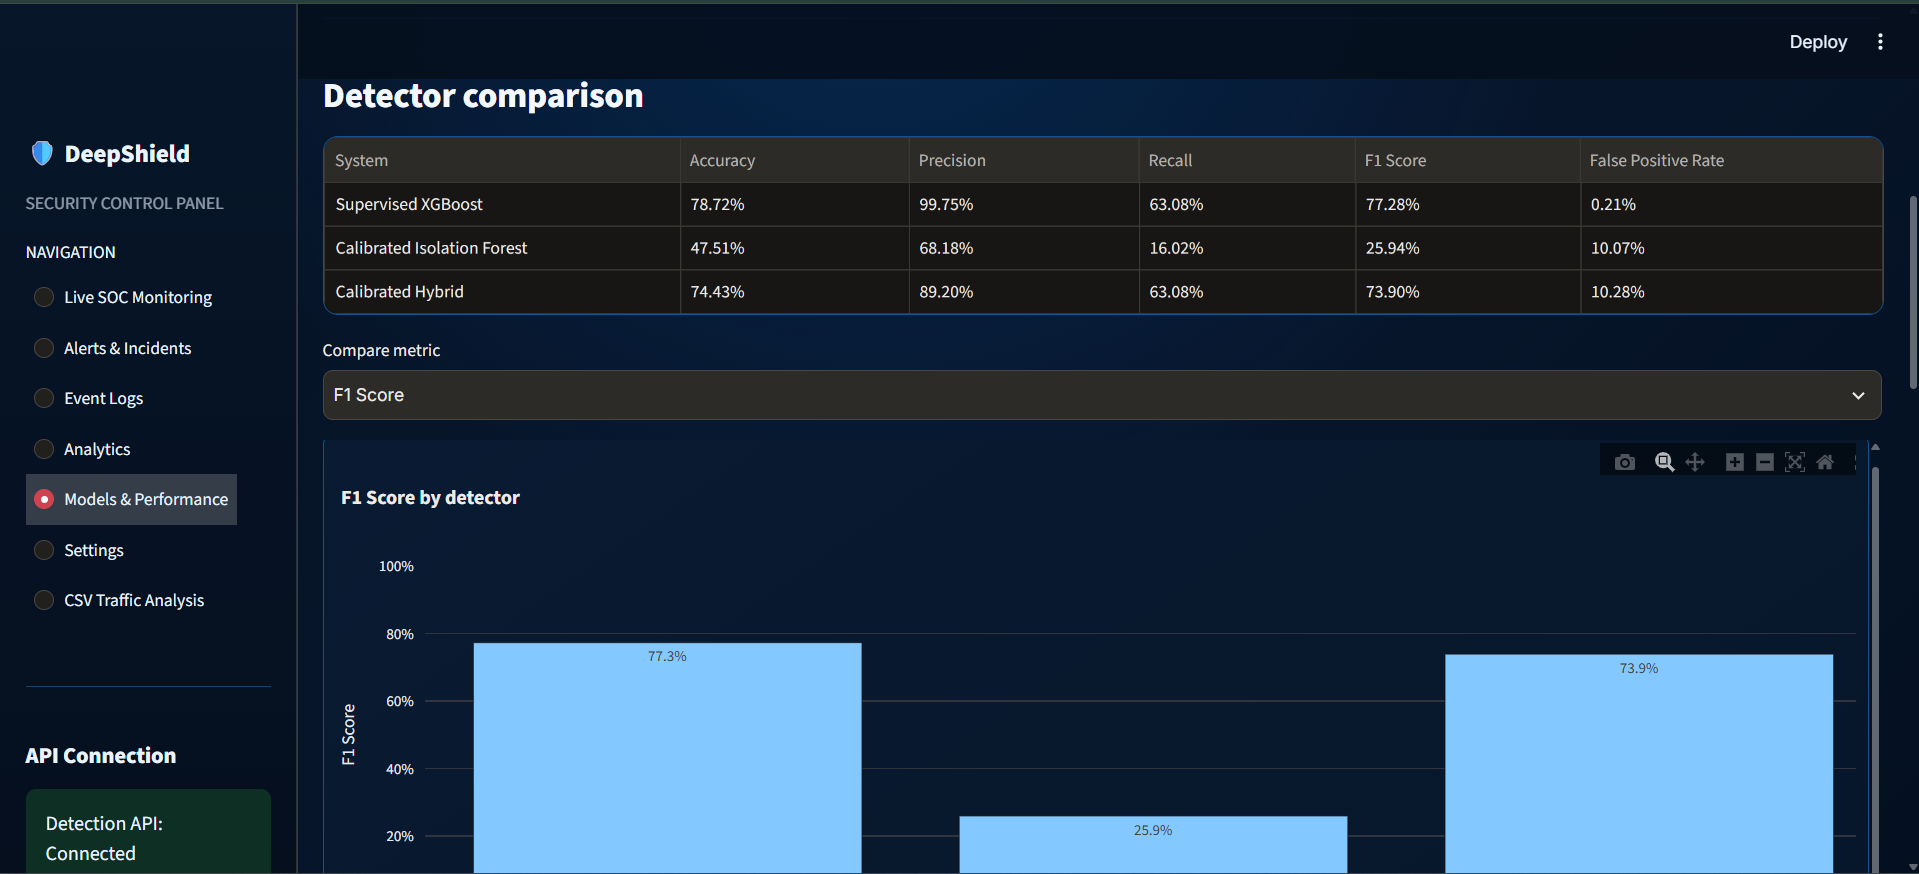 Deploy
DeepShield
SECURITY CONTROL PANEL
NAVIGATION
Live SOC Monitoring
Alerts & Incidents
Event Logs
Analytics
Models & Performance
Settings
CSV Traffic Analysis
API Connection
Detection API:
Connected
Detector comparison
System Accuracy Precision Recall F1 Score False Positive Rate
Supervised XGBoost 78.72% 99.75% 63.08% 77.28% 0.21%
Calibrated Isolation Forest 47.51% 68.18% 16.02% 25.94% 10.07%
Calibrated Hybrid 74.43% 89.20% 63.08% 73.90% 10.28%
Compare metric
F1 Score
F1 Score by detector
100%
80%
60%
40%
20%
F1 Score
77.3%
25.9%
73.9%